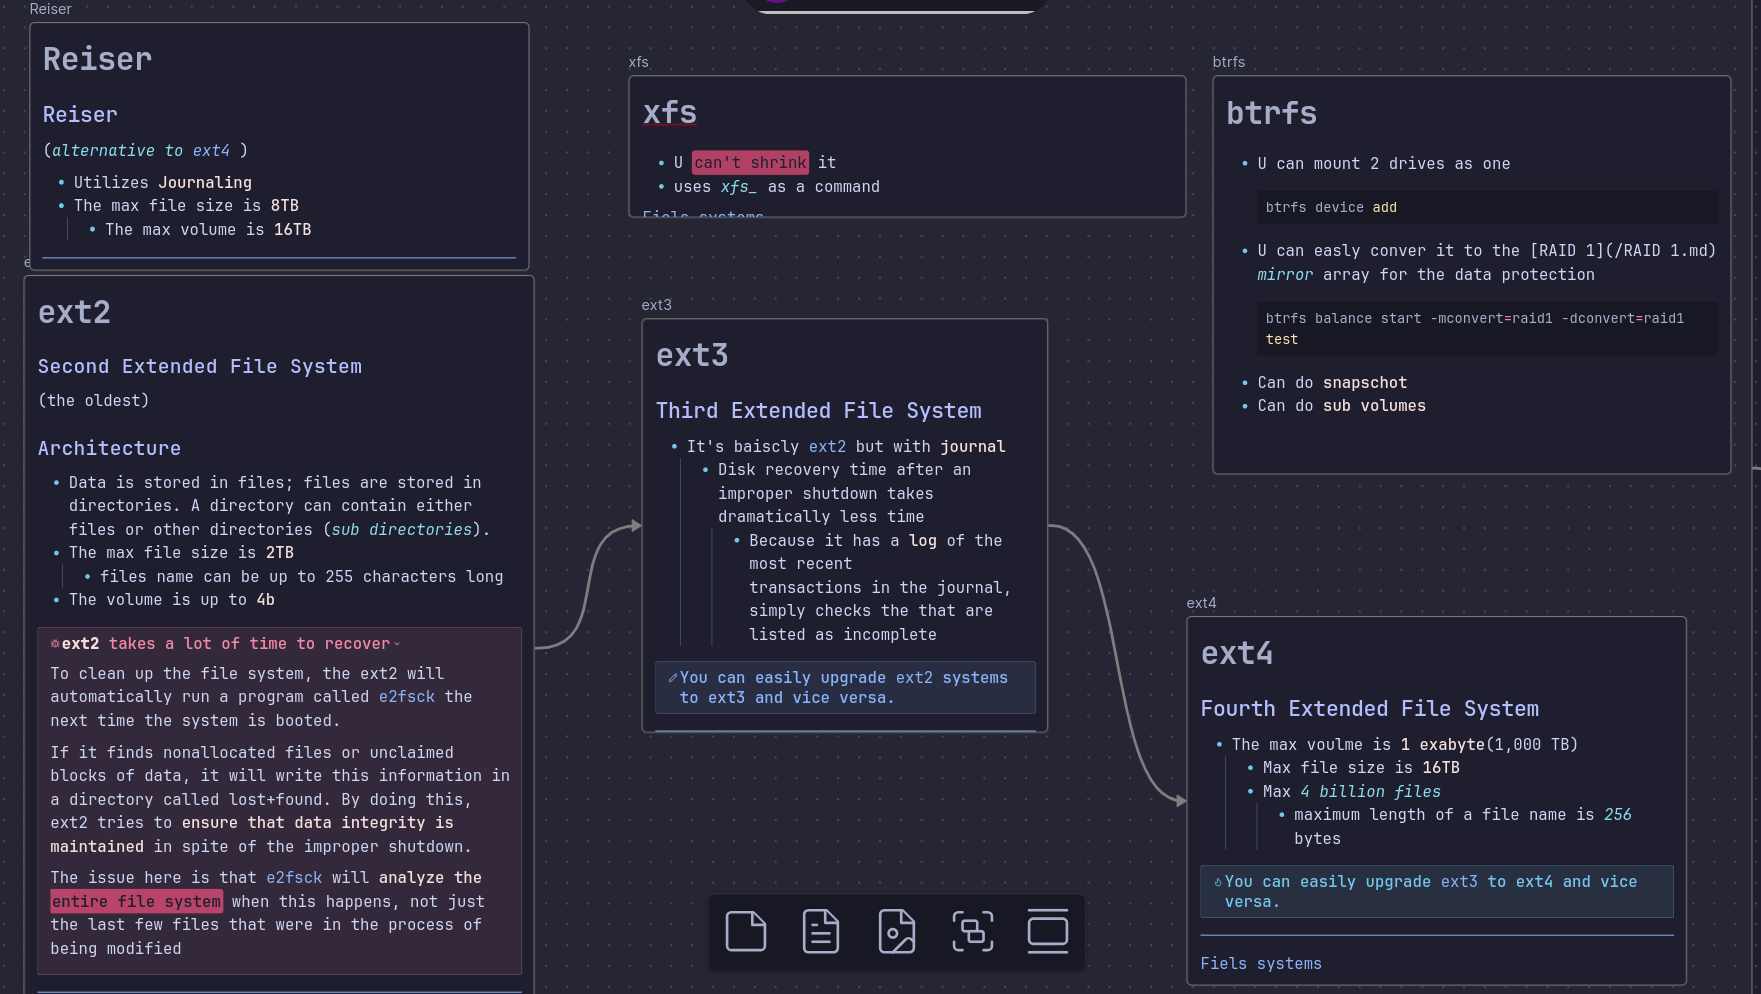 Reiser
Reiser
Reiser
(alternative to ext4 )
Utilizes Journaling
The max file size is 8TB
The max volume is 16TB
ext2
Second Extended File System
(the oldest)
Architecture
Data is stored in files; files are stored in
directories. A directory can contain either
files or other directories (sub directories).
The max file size is 2TB
files name can be up to 255 characters long
The volume is up to 4b
ext2 takes a lot of time to recover
To clean up the file system, the ext2 will
automatically run a program called e2fsck the
next time the system is booted.
If it finds nonallocated files or unclaimed
blocks of data, it will write this information in
a directory called lost+found. By doing this,
ext2 tries to ensure that data integrity is
maintained in spite of the improper shutdown.
The issue here is that e2fsck will analyze the
entire file system when this happens, not just
the last few files that were in the process of
being modified
xfs
xfs
U can't shrink it
uses xfs_ as a command
Fiels systems
ext3
ext3
Third Extended File System
It's baiscly ext2 but with journal
Disk recovery time after an
improper shutdown takes
dramatically less time
Because it has a log of the
most recent
transactions in the journal,
simply checks the that are
listed as incomplete
You can easily upgrade ext2 systems
to ext3 and vice versa.
btrfs
btrfs
U can mount 2 drives as one
btrfs device add
U can easly conver it to the [RAID 1](/RAID 1.md)
mirror array for the data protection
btrfs balance start -mconvert=raid1 -dconvert=raid1
test
Can do snapschot
Can do sub volumes
ext4
ext4
Fourth Extended File System
The max voulme is 1 exabyte(1,000 TB)
Max file size is 16TB
Max 4 billion files
maximum length of a file name is 256
bytes
You can easily upgrade ext3 to ext4 and vice
versa.
Fiels systems